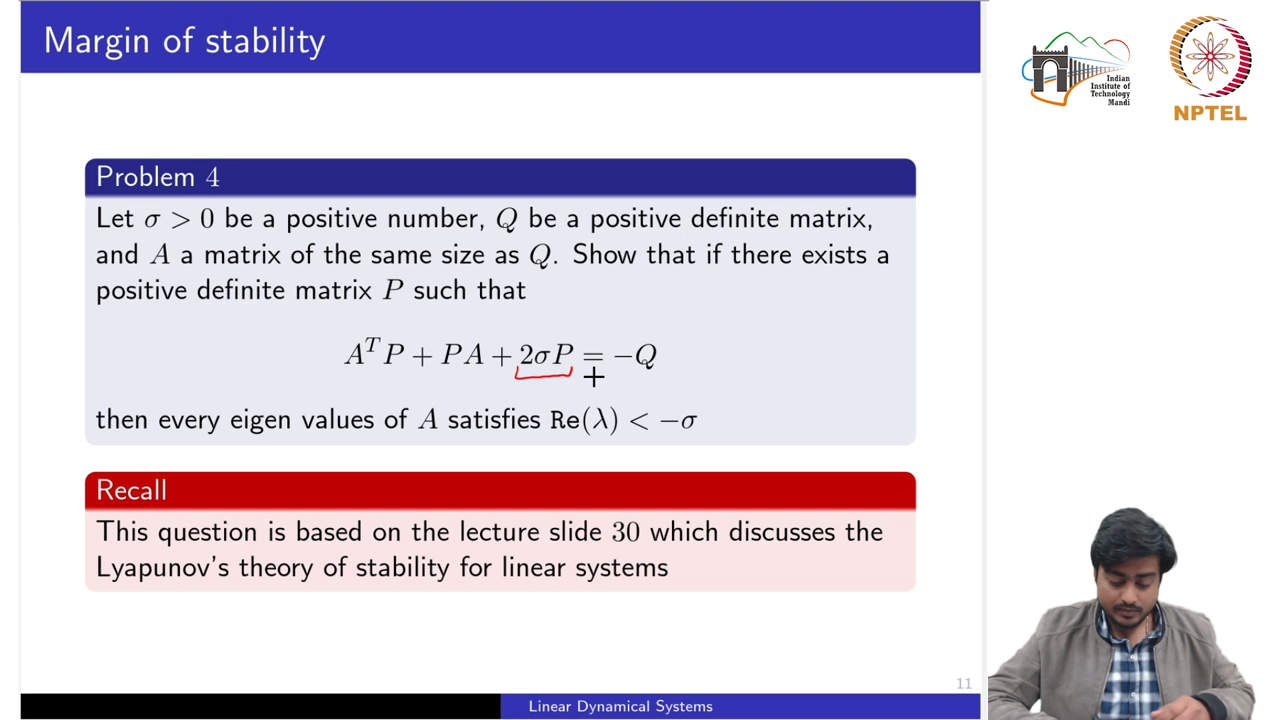 Margin of stability
Indian
Institute of
Technology
Mandi
NPTEL
Problem 4
Let σ > 0 be a positive number, Q be a positive definite matrix,
and A a matrix of the same size as Q. Show that if there exists a
positive definite matrix P such that
AᵀP + PA + 2σP = −Q
then every eigen values of A satisfies Re(λ) < −σ
Recall
This question is based on the lecture slide 30 which discusses the
Lyapunov's theory of stability for linear systems
11
Linear Dynamical Systems